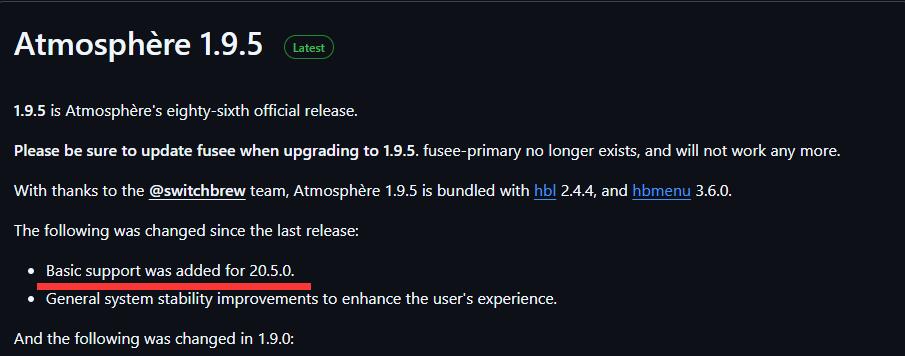 Atmosphère 1.9.5 Latest
1.9.5 is Atmosphère's eighty-sixth official release.
Please be sure to update fusee when upgrading to 1.9.5. fusee-primary no longer exists, and will not work any more.
With thanks to the @switchbrew team, Atmosphère 1.9.5 is bundled with hbl 2.4.4, and hbmenu 3.6.0.
The following was changed since the last release:
• Basic support was added for 20.5.0.
• General system stability improvements to enhance the user's experience.
And the following was changed in 1.9.0: